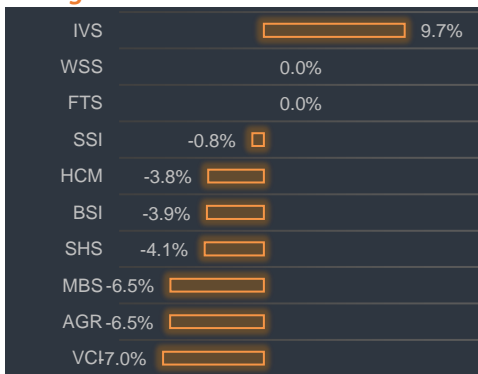 IVS 9.7%
WSS 0.0%
FTS 0.0%
SSI -0.8%
HCM -3.8%
BSI -3.9%
SHS -4.1%
MBS -6.5%
AGR -6.5%
VCI -7.0%